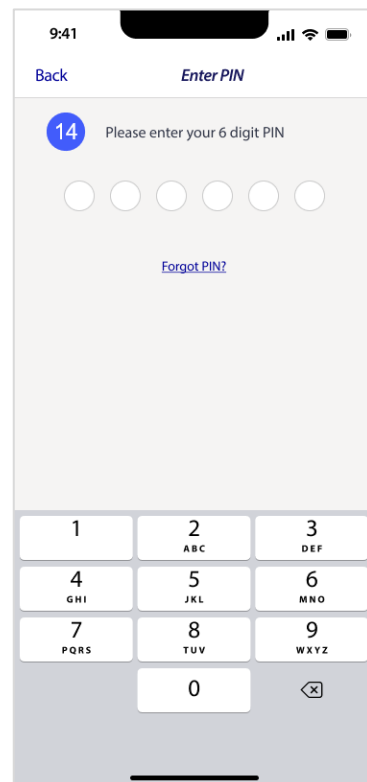 9:41
Back Enter PIN
14 Please enter your 6 digit PIN
Forgot PIN?
1 2 3
ABC DEF
4 5 6
GHI JKL MNO
7 8 9
PQRS TUV WXYZ
0